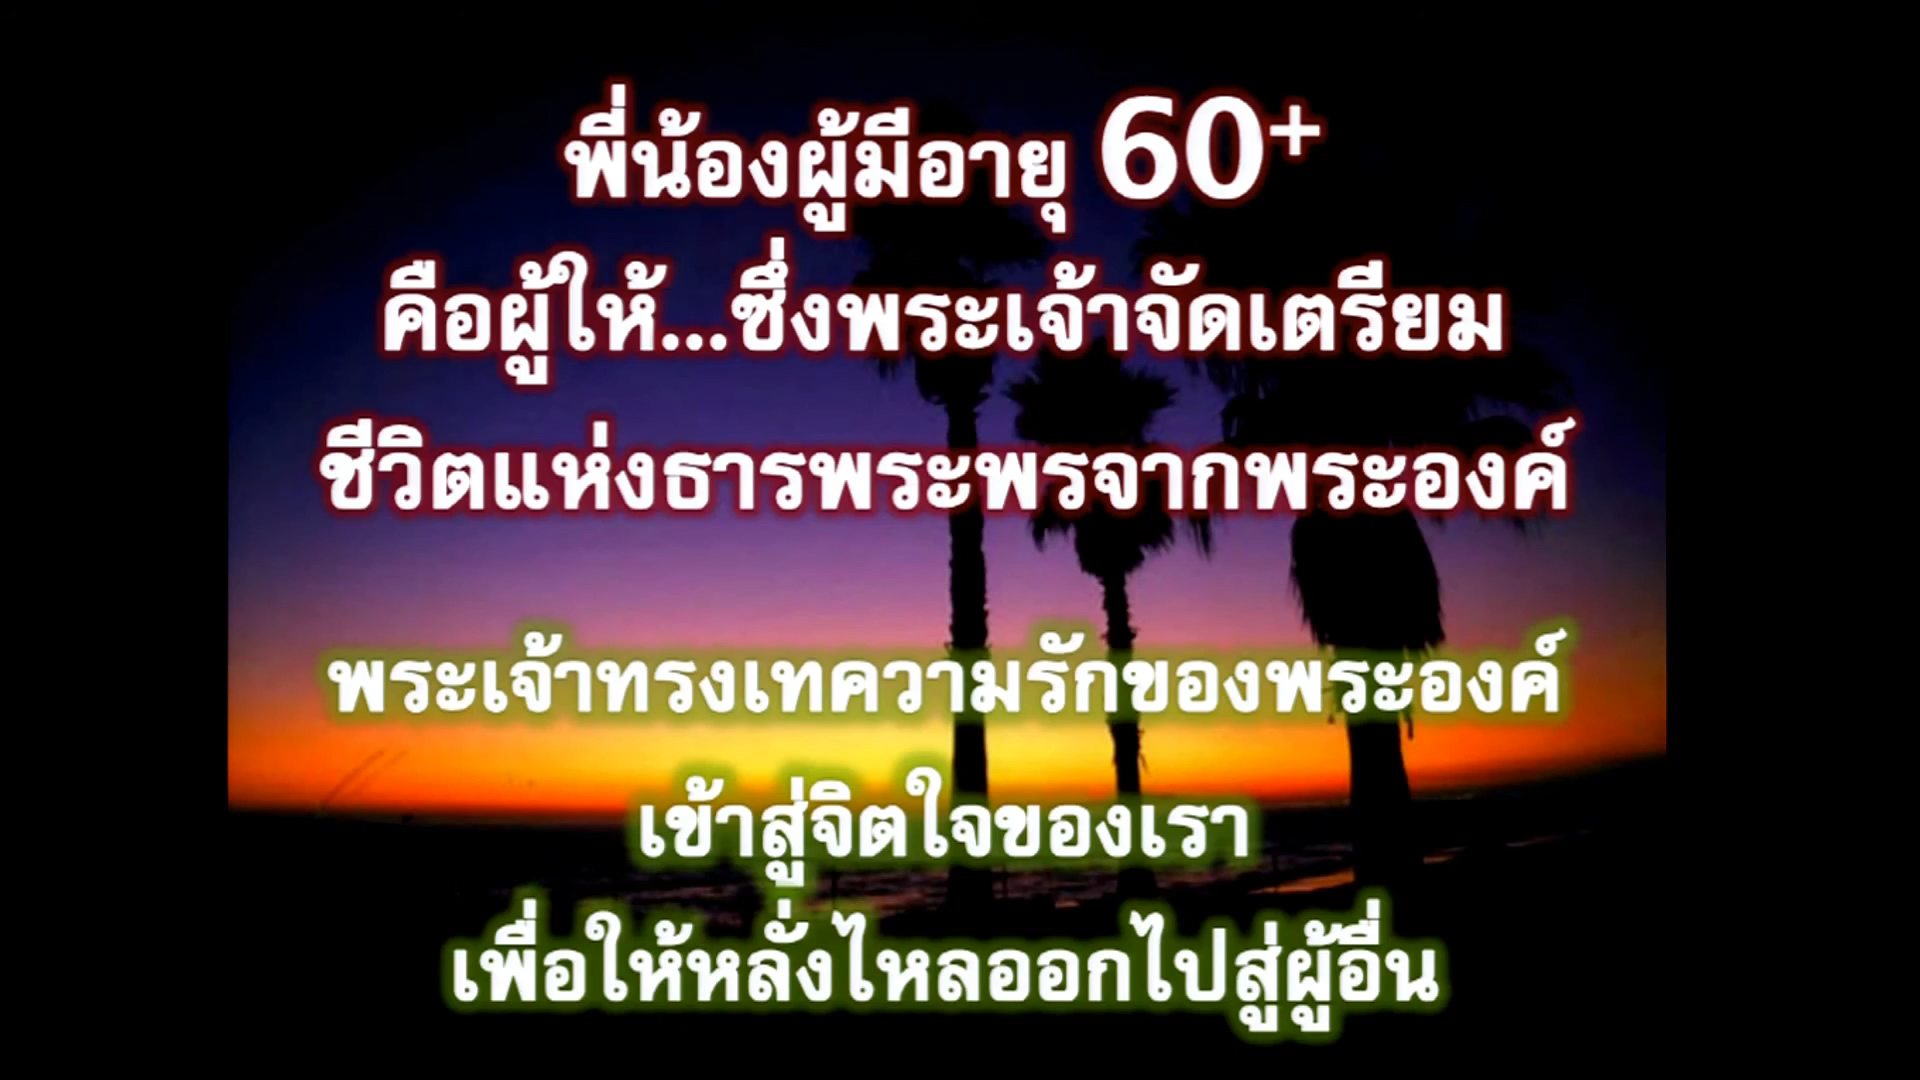 พี่น้องผู้มีอายุ 60⁺
คือผู้ให้...ซึ่งพระเจ้าจัดเตรียม
ชีวิตแห่งธารพระพรจากพระองค์
พระเจ้าทรงเทความรักของพระองค์
เข้าสู่จิตใจของเรา
เพื่อให้หลั่งไหลออกไปสู่ผู้อื่น